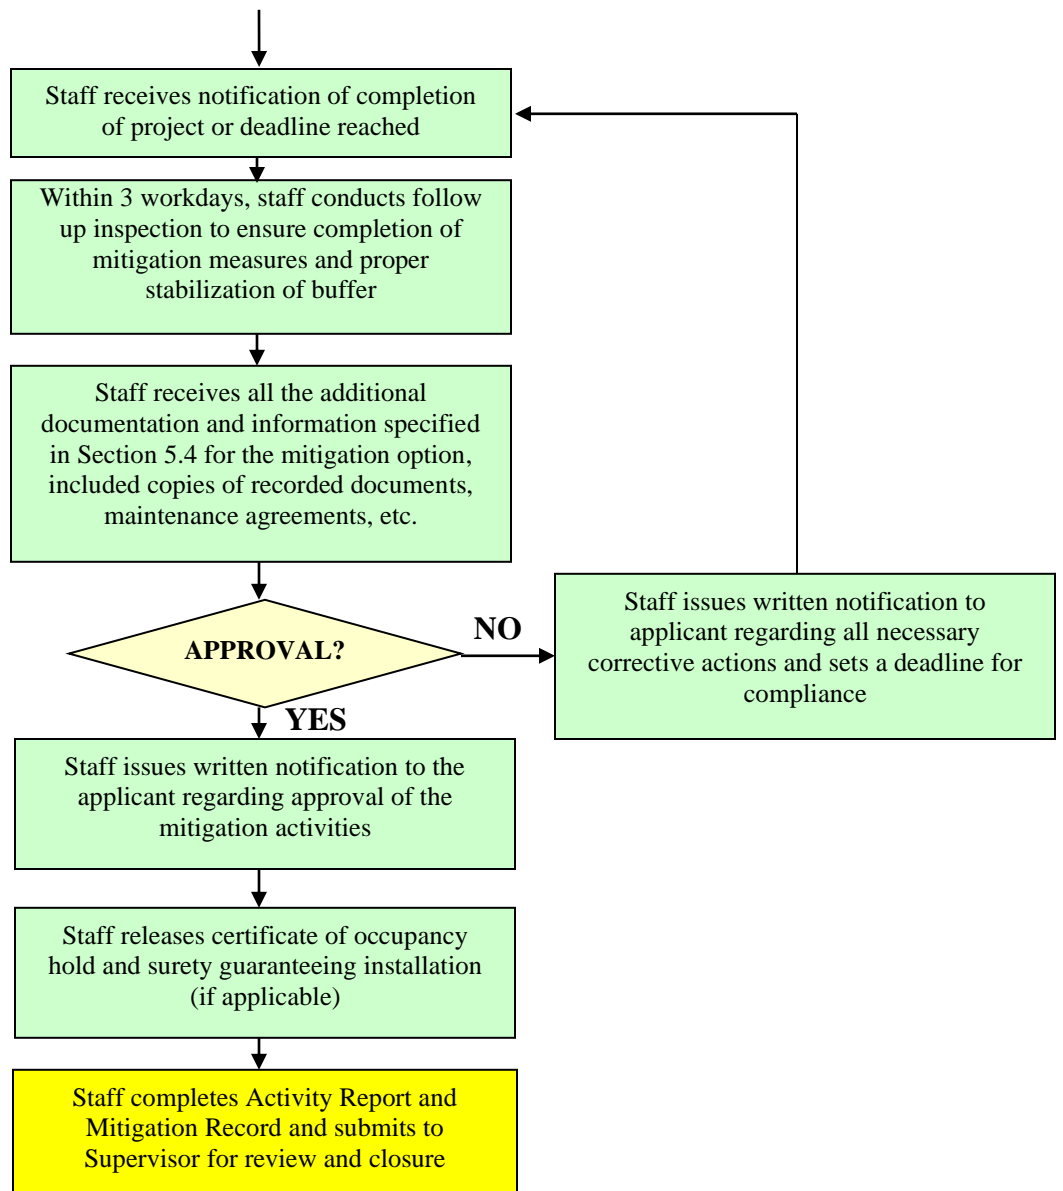 Staff receives notification of completion
of project or deadline reached
Within 3 workdays, staff conducts follow
up inspection to ensure completion of
mitigation measures and proper
stabilization of buffer
Staff receives all the additional
documentation and information specified
in Section 5.4 for the mitigation option,
included copies of recorded documents,
maintenance agreements, etc.
APPROVAL?
NO
Staff issues written notification to
applicant regarding all necessary
corrective actions and sets a deadline for
compliance
YES
Staff issues written notification to the
applicant regarding approval of the
mitigation activities
Staff releases certificate of occupancy
hold and surety guaranteeing installation
(if applicable)
Staff completes Activity Report and
Mitigation Record and submits to
Supervisor for review and closure